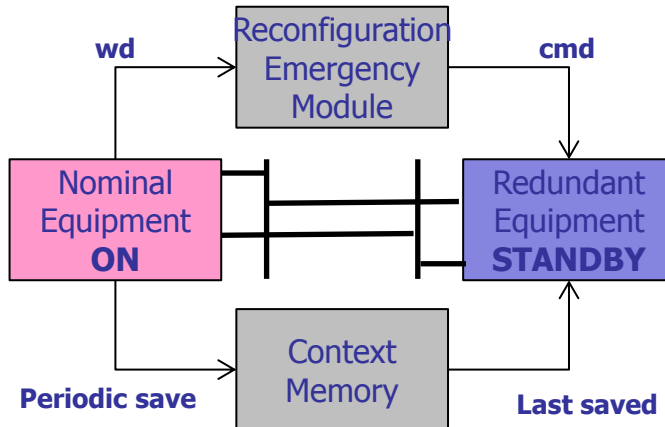 wd
Reconfiguration
Emergency
Module
cmd
Nominal
Equipment
ON
Redundant
Equipment
STANDBY
Periodic save
Context
Memory
Last saved